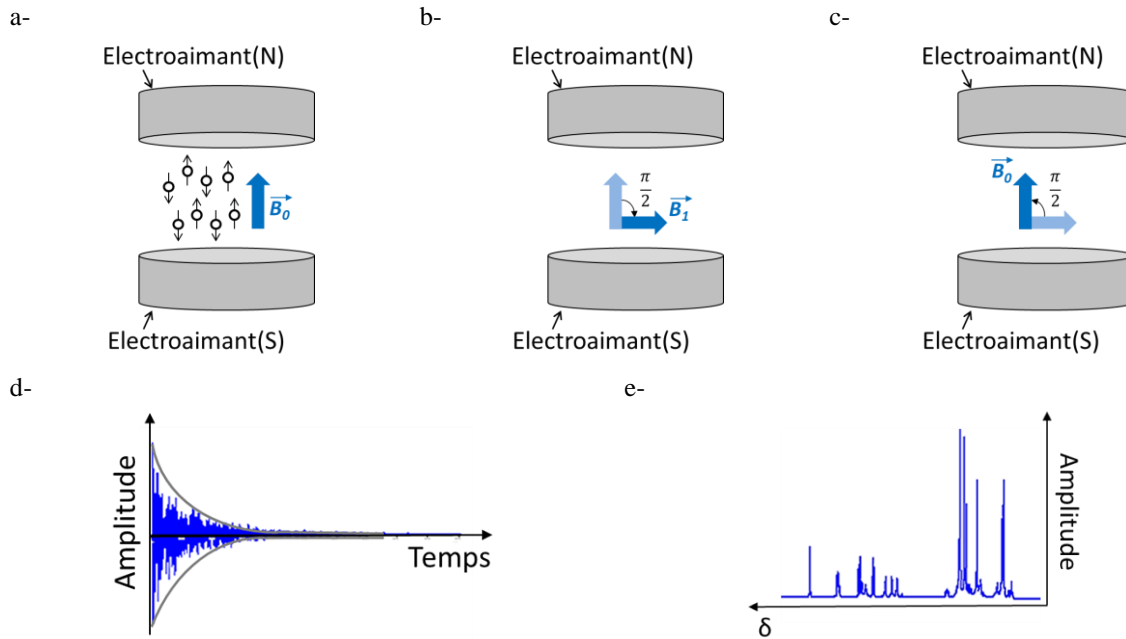 a-
b-
c-
Electroaimant(N)
Electroaimant(N)
Electroaimant(N)
B₀
π/2
B₁
B₀
π/2
Electroaimant(S)
Electroaimant(S)
Electroaimant(S)
d-
e-
Amplitude
Temps
Amplitude
δ